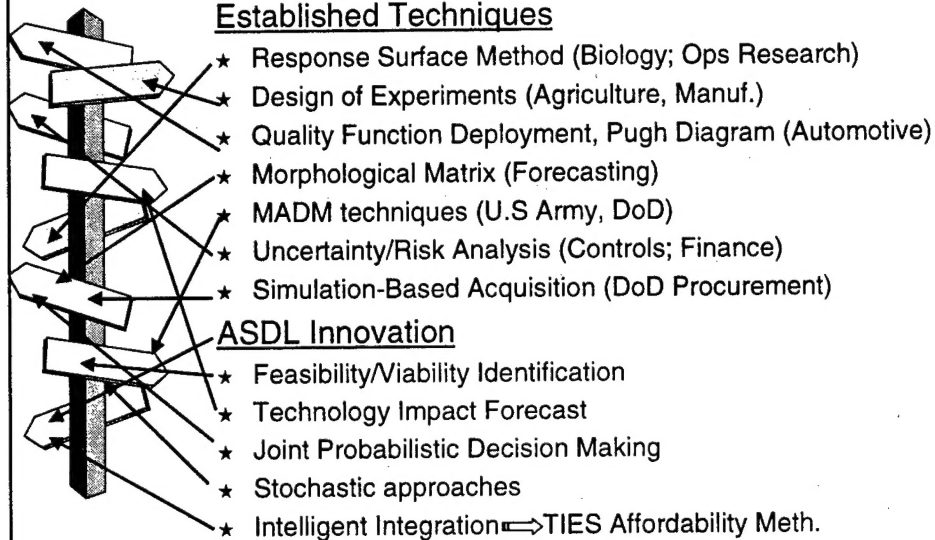 Established Techniques
★ Response Surface Method (Biology; Ops Research)
★ Design of Experiments (Agriculture, Manuf.)
★ Quality Function Deployment, Pugh Diagram (Automotive)
★ Morphological Matrix (Forecasting)
★ MADM techniques (U.S Army, DoD)
★ Uncertainty/Risk Analysis (Controls; Finance)
★ Simulation-Based Acquisition (DoD Procurement)
ASDL Innovation
★ Feasibility/Viability Identification
★ Technology Impact Forecast
★ Joint Probabilistic Decision Making
★ Stochastic approaches
★ Intelligent Integration⇨TIES Affordability Meth.